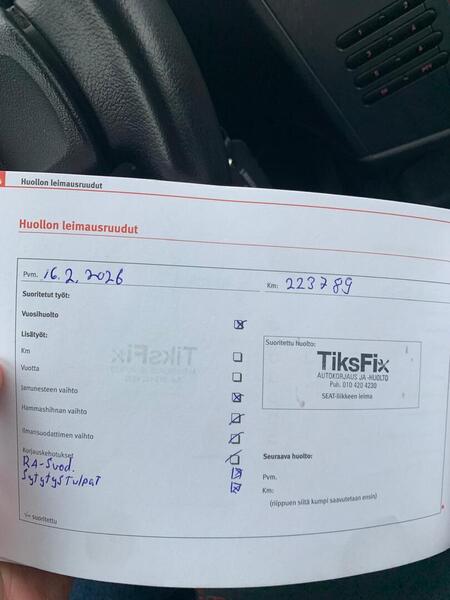 Huollon leimausruudut
Huollon leimausruudut
Pvm. 16.2.2026
Km: 223789
Suoritetut työt:
Vuosihuolto
Lisätyöt:
Km
Vuotta
Jarrunesteen vaihto
Hammashihnan vaihto
Ilmansuodattimen vaihto
Korjauskehotukset
RA-suod.
Sytytystulpat
√= suoritettu
Suoritettu Huolto:
TiksFix
AUTOKORJAUS JA -HUOLTO
Puh. 010 420 4230
SEAT-liikkeen leima
Seuraava huolto:
Pvm.
Km:
(riippuen siitä kumpi saavutetaan ensin)